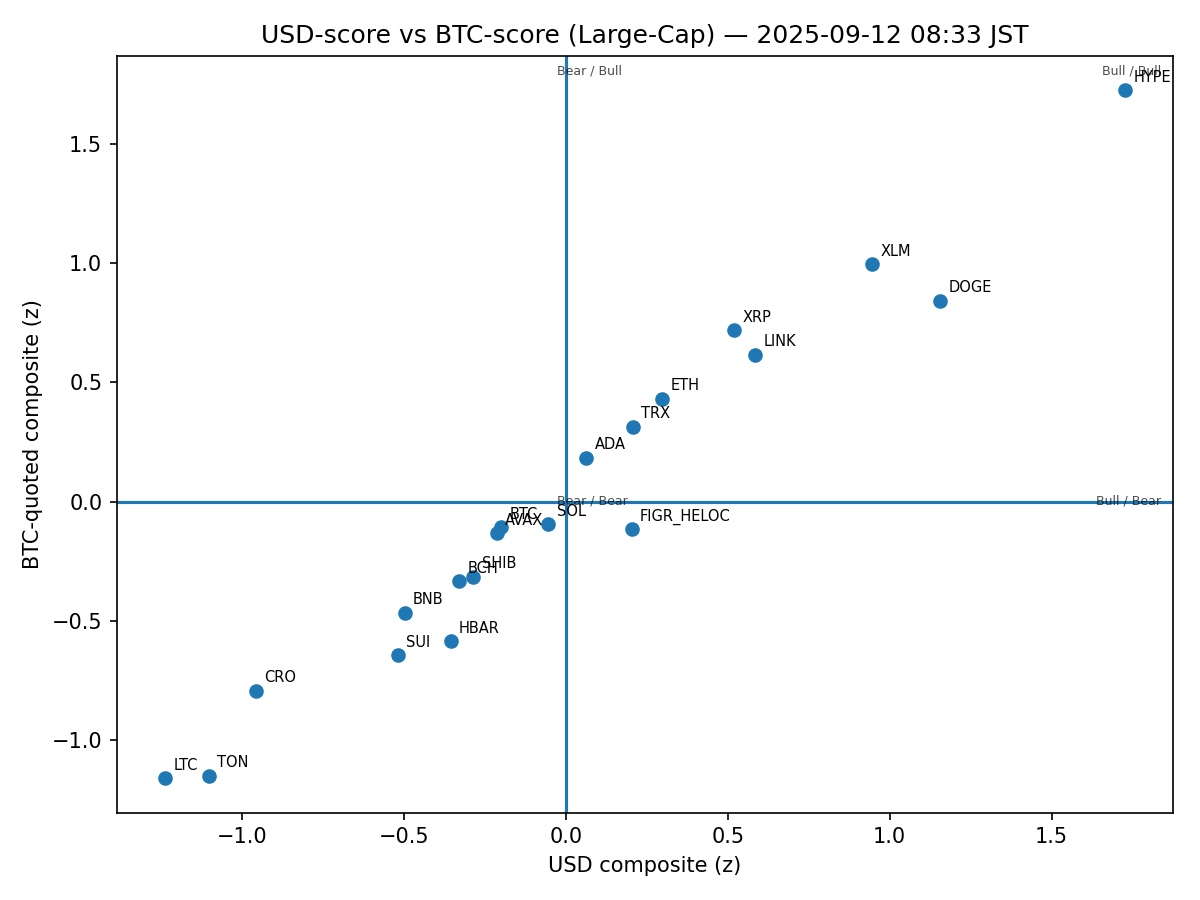 USD-score vs BTC-score (Large-Cap) — 2025-09-12 08:33 JST
Bear / Bull
Bull / Bull
HYPE
1.5
XLM
1.0
DOGE
XRP
LINK
0.5
ETH
TRX
ADA
0.0
Bear / Bear
Bull / Bear
SOL
BTC
AVAX
FIGR_HELOC
SHIB
BCH
BNB
−0.5
HBAR
SUI
CRO
−1.0
LTC
TON
BTC-quoted composite (z)
−1.0
−0.5
0.0
0.5
1.0
1.5
USD composite (z)